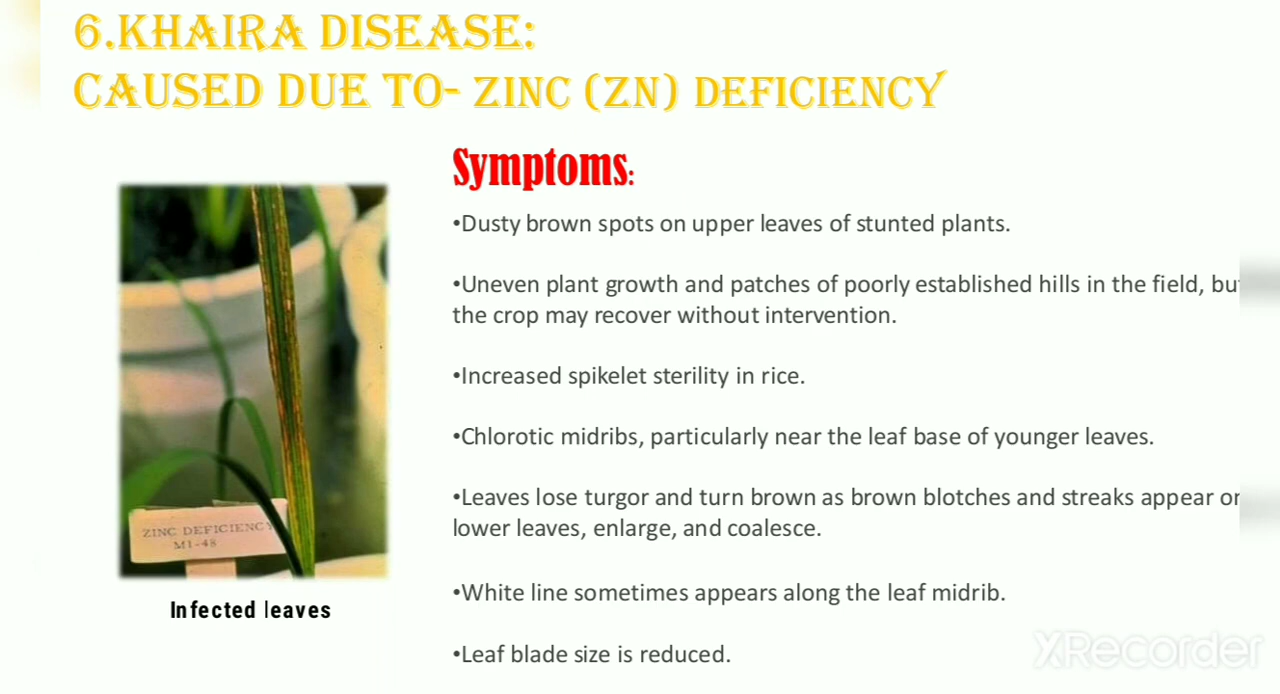 6.KHAIRA DISEASE:
CAUSED DUE TO- ZINC (ZN) DEFICIENCY
Symptoms:
•Dusty brown spots on upper leaves of stunted plants.
•Uneven plant growth and patches of poorly established hills in the field, but
the crop may recover without intervention.
•Increased spikelet sterility in rice.
•Chlorotic midribs, particularly near the leaf base of younger leaves.
•Leaves lose turgor and turn brown as brown blotches and streaks appear on
lower leaves, enlarge, and coalesce.
•White line sometimes appears along the leaf midrib.
•Leaf blade size is reduced.
ZINC DEFICIENCY
M1-48
Infected leaves
XRecorder